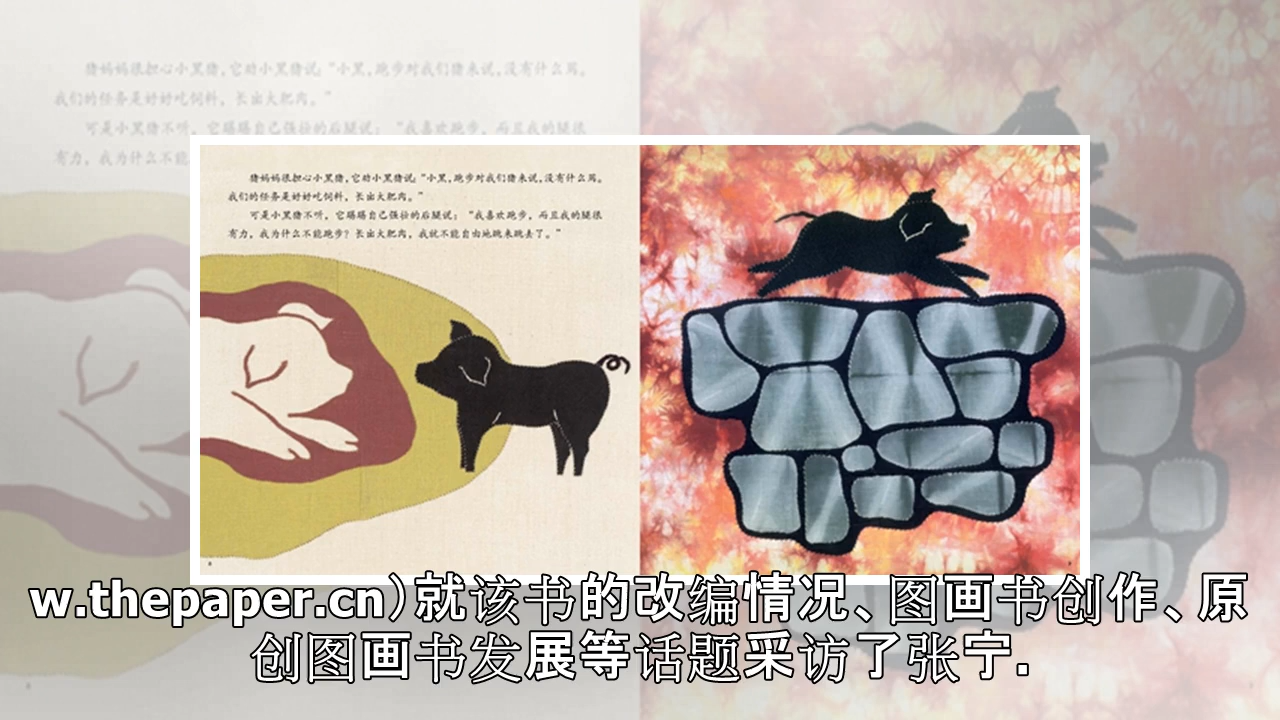 猪妈妈很担心小黑猪,它劝小黑猪说:“小黑,跑步对我们猪来说,没有什么用。
我们的任务是好好吃饲料，长出大肥肉。”
可是小黑猪不听，它踢踢自己强壮的后腿说：“我喜欢跑步，而且我的腿很
有力，我为什么不能跑步？长出大肥肉，我就不能自由地跳来跳去了。”
w.thepaper.cn)就该书的改编情况、图画书创作、原
创图画书发展等话题采访了张宁.